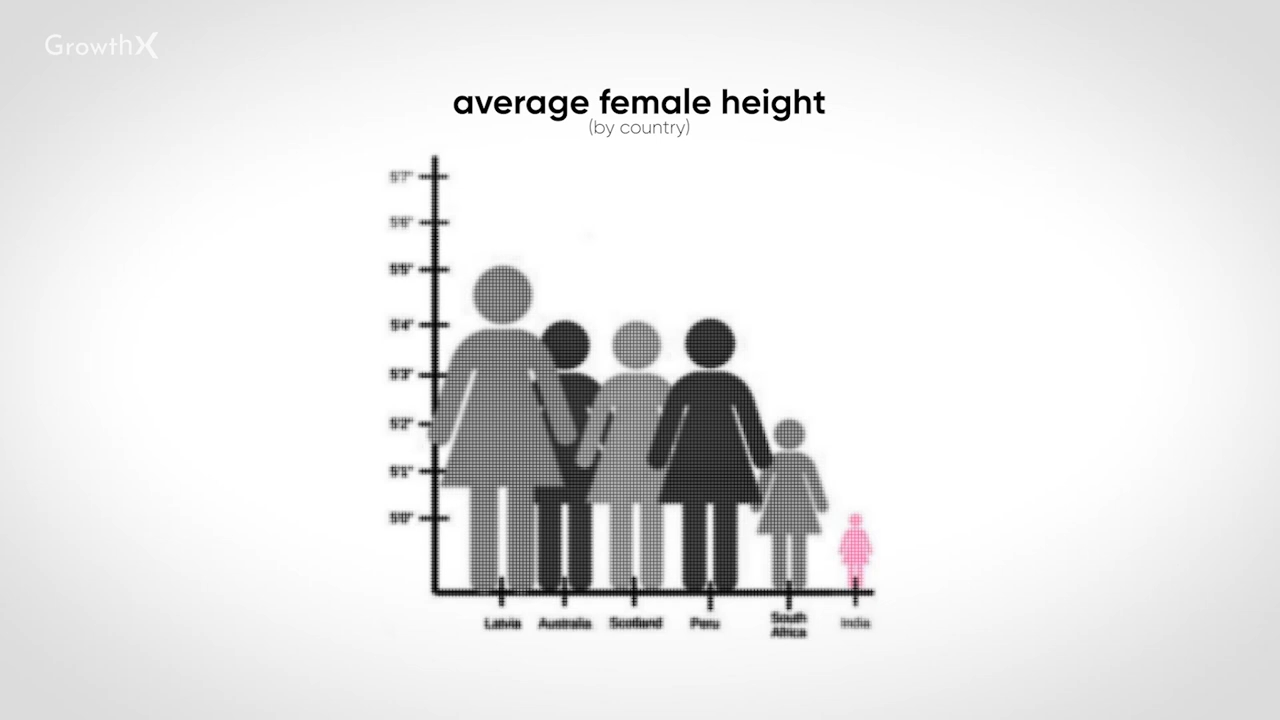 GrowthX
average female height
(by country)
5'7"
5'6"
5'5"
5'4"
5'3"
5'2"
5'1"
5'0"
Latvia Australia Scotland Peru South Africa India